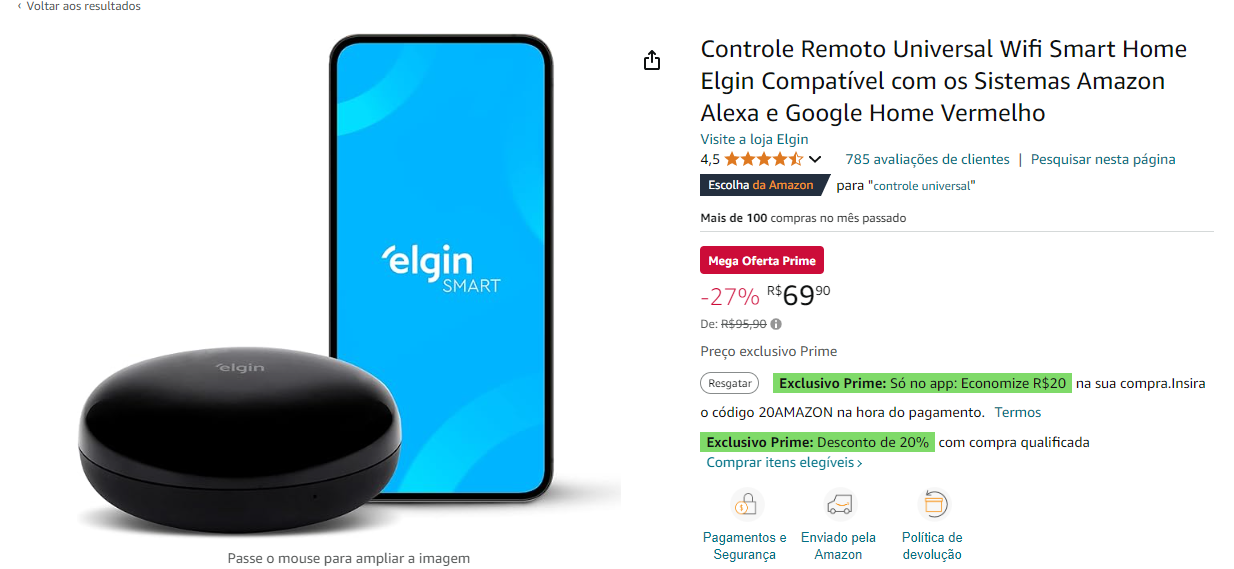 ‹ Voltar aos resultados
elgin
SMART
elgin
Passe o mouse para ampliar a imagem
Controle Remoto Universal Wifi Smart Home
Elgin Compatível com os Sistemas Amazon
Alexa e Google Home Vermelho
Visite a loja Elgin
4,5 785 avaliações de clientes | Pesquisar nesta página
Escolha da Amazon para "controle universal"
Mais de 100 compras no mês passado
Mega Oferta Prime
-27% R$6990
De: R$95,90
Preço exclusivo Prime
Resgatar Exclusivo Prime: Só no app: Economize R$20 na sua compra.Insira
o código 20AMAZON na hora do pagamento. Termos
Exclusivo Prime: Desconto de 20% com compra qualificada
Comprar itens elegíveis ›
Pagamentos e Enviado pela Política de
Segurança Amazon devolução